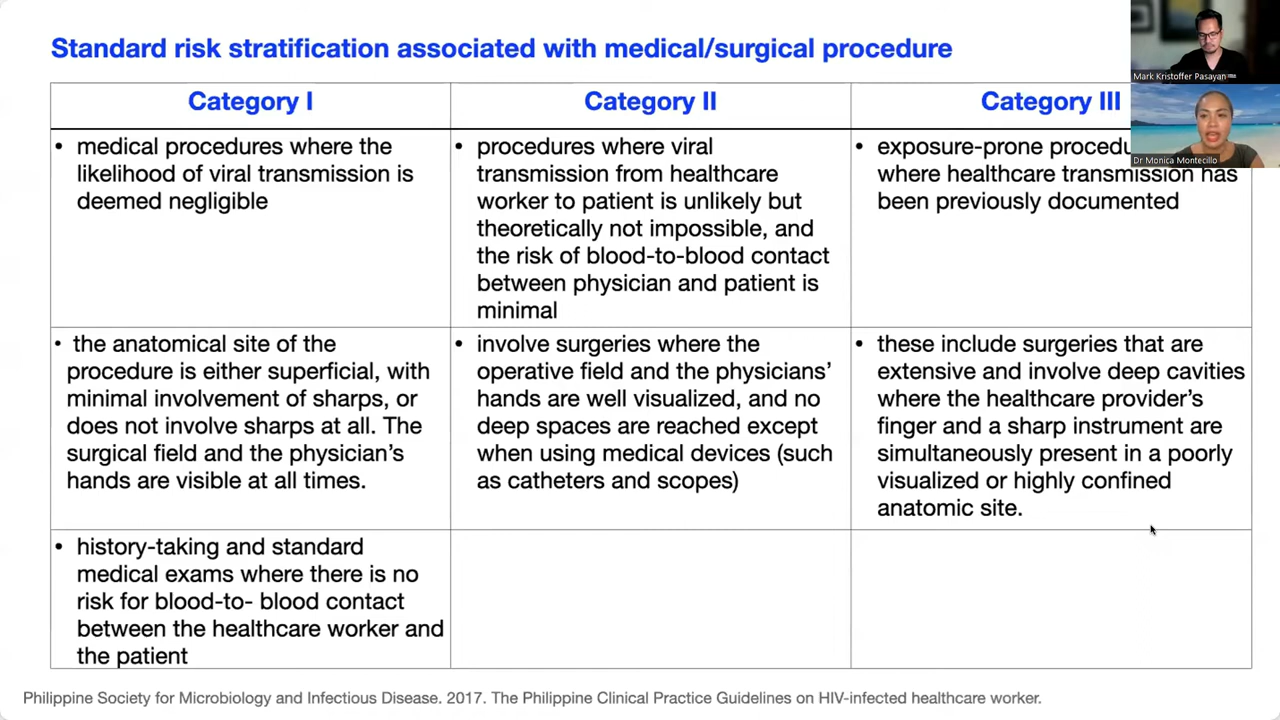 Standard risk stratification associated with medical/surgical procedure
Category I
Category II
Category III
• medical procedures where the
likelihood of viral transmission is
deemed negligible
• procedures where viral
transmission from healthcare
worker to patient is unlikely but
theoretically not impossible, and
the risk of blood-to-blood contact
between physician and patient is
minimal
• exposure-prone
where healthcare transmission has
been previously documented
• the anatomical site of the
procedure is either superficial, with
minimal involvement of sharps, or
does not involve sharps at all. The
surgical field and the physician's
hands are visible at all times.
• involve surgeries where the
operative field and the physicians'
hands are well visualized, and no
deep spaces are reached except
when using medical devices (such
as catheters and scopes)
• these include surgeries that are
extensive and involve deep cavities
where the healthcare provider's
finger and a sharp instrument are
simultaneously present in a poorly
visualized or highly confined
anatomic site.
• history-taking and standard
medical exams where there is no
risk for blood-to- blood contact
between the healthcare worker and
the patient
Philippine Society for Microbiology and Infectious Disease. 2017. The Philippine Clinical Practice Guidelines on HIV-infected healthcare worker.
Mark Kristoffer Pasayan
Dr Monica Montecillo